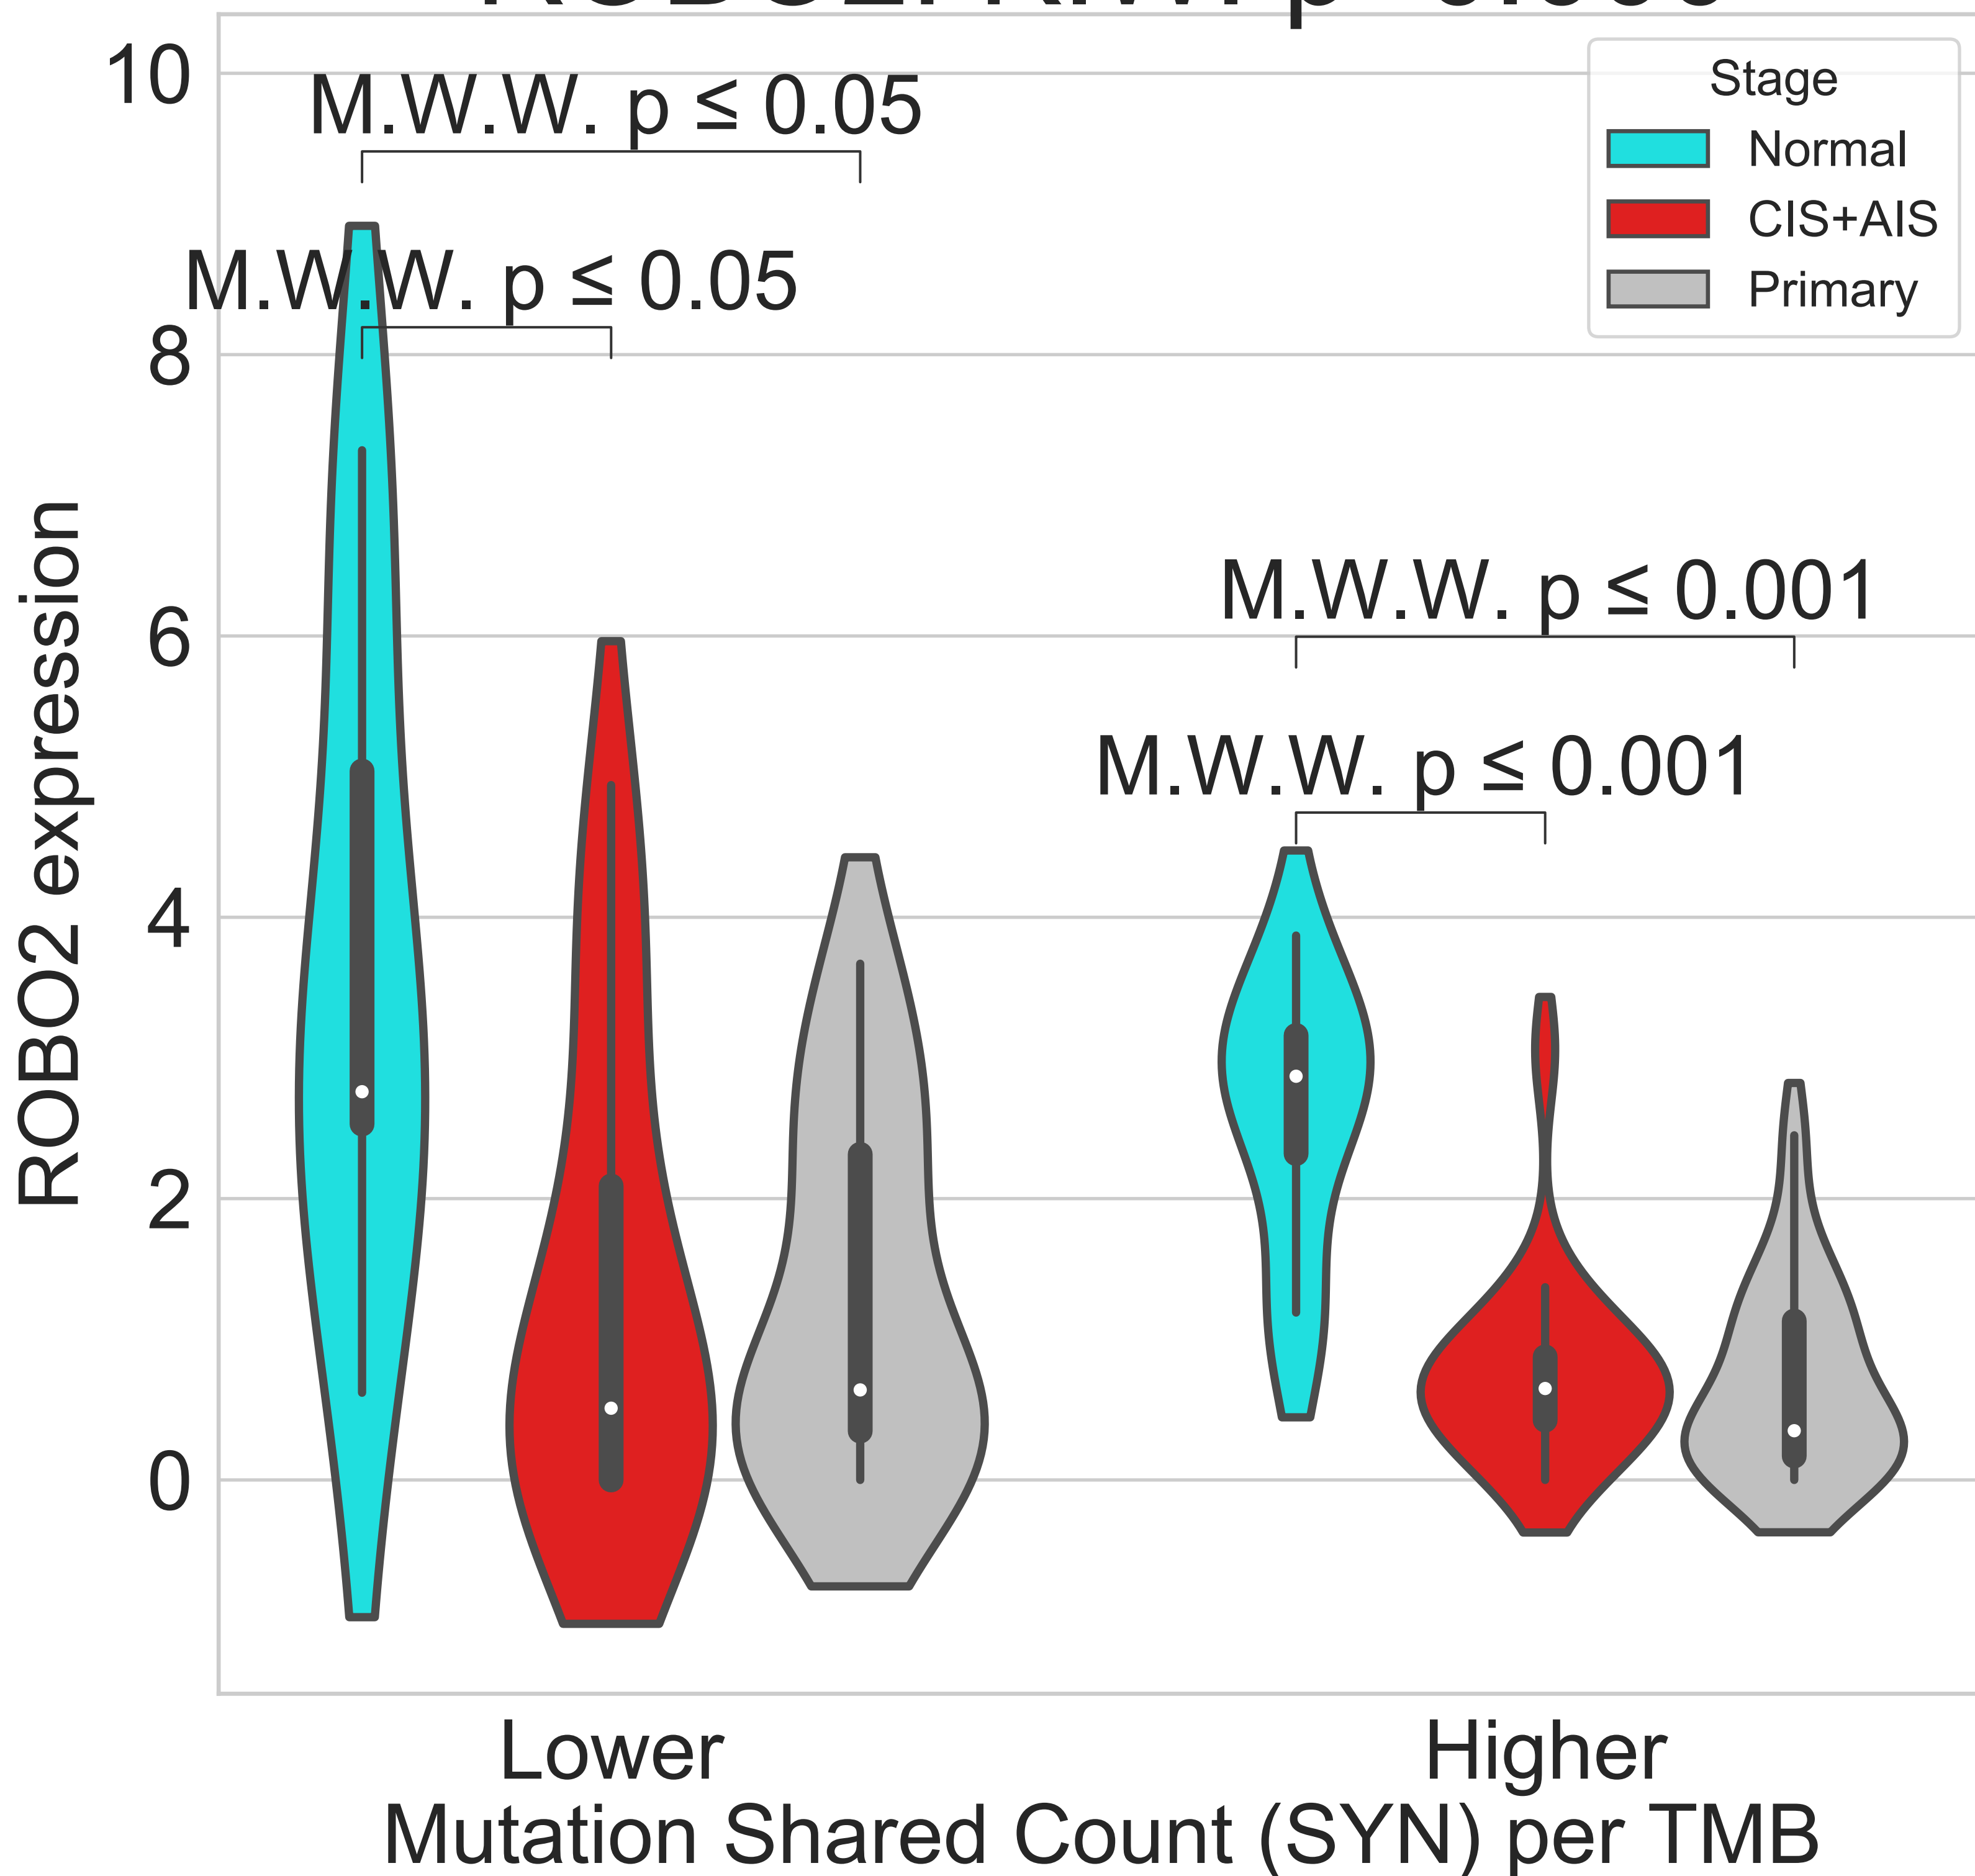 10
M.W.W. p ≤ 0.05
Stage
Normal
CIS+AIS
Primary
M.W.W. p ≤ 0.05
8
M.W.W. p ≤ 0.001
6
M.W.W. p ≤ 0.001
4
2
0
ROBO2 expression
Lower
Higher
Mutation Shared Count (SYN) per TMB